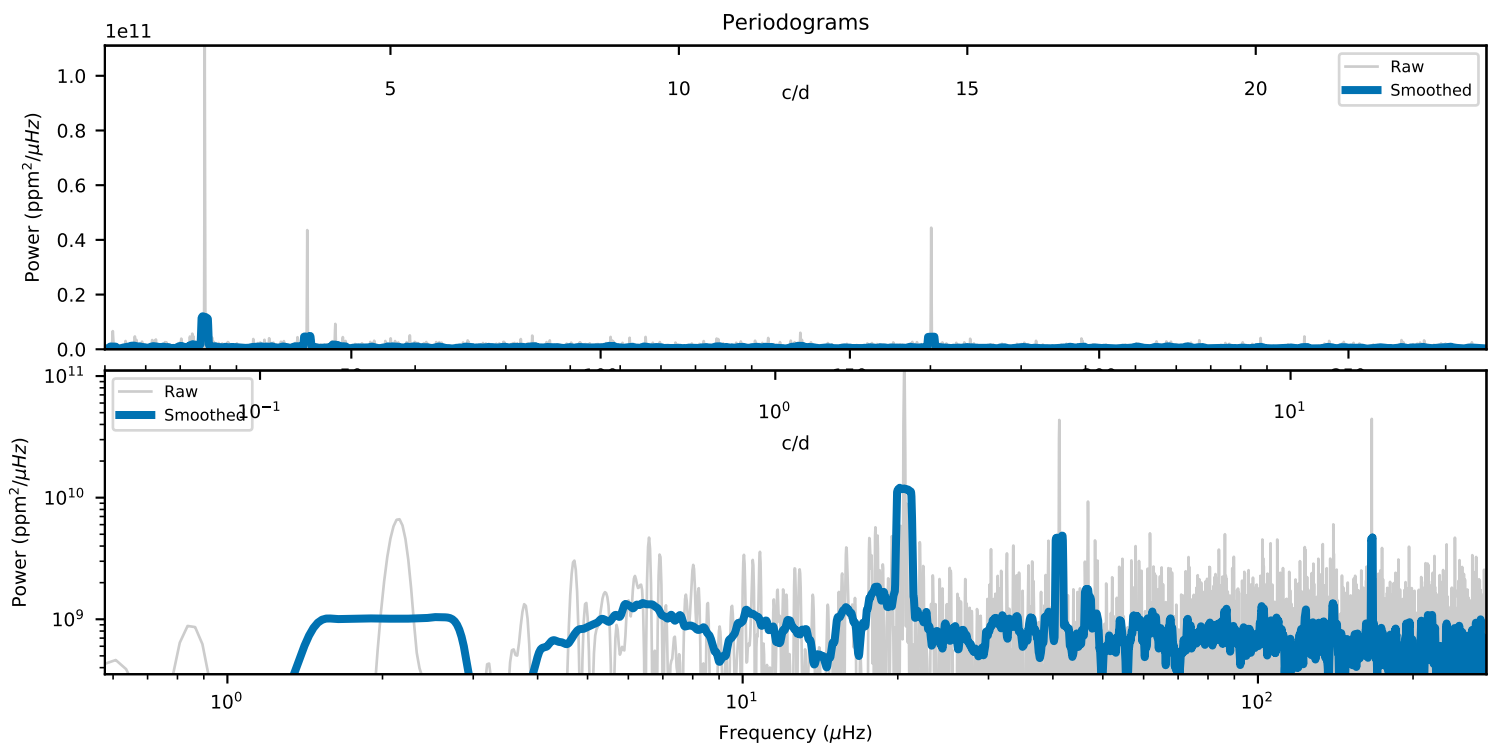 Periodograms
1e11
5 10 15 20
c/d
Raw
Smoothed
1.0
0.8
0.6
0.4
0.2
0.0
Power (ppm²/μHz)
10¹¹
10¹⁰
10⁹
Power (ppm²/μHz)
Raw
Smoothed
10⁻¹ 10⁰ 10¹
c/d
10⁰ 10¹ 10²
Frequency (μHz)